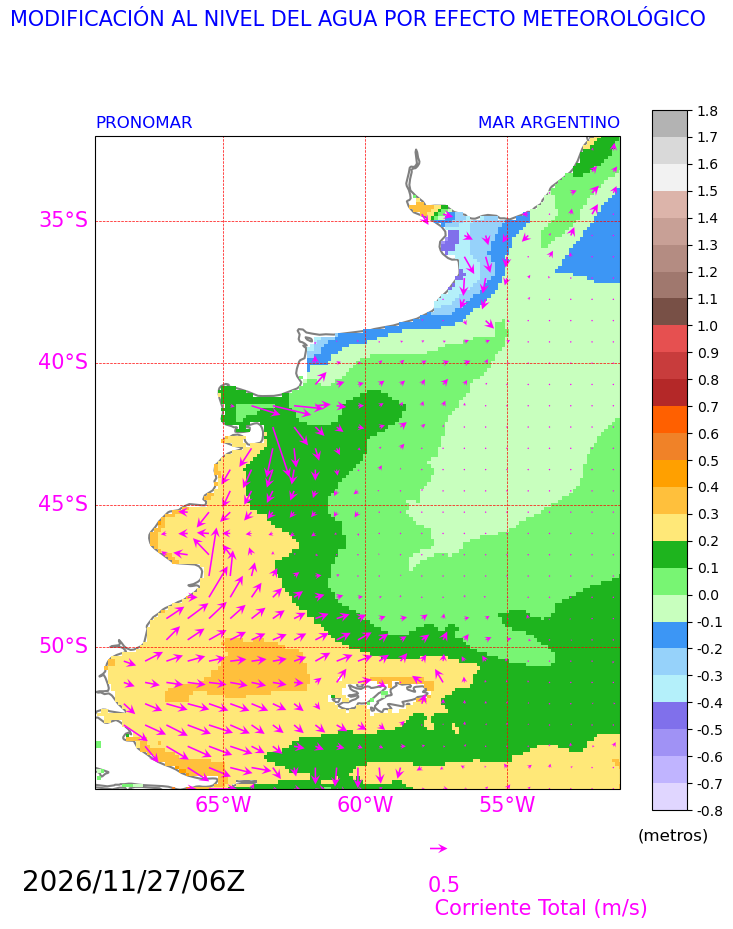 MODIFICACIÓN AL NIVEL DEL AGUA POR EFECTO METEOROLÓGICO
PRONOMAR
MAR ARGENTINO
35°S
40°S
45°S
50°S
65°W
60°W
55°W
1.8
1.7
1.6
1.5
1.4
1.3
1.2
1.1
1.0
0.9
0.8
0.7
0.6
0.5
0.4
0.3
0.2
0.1
0.0
-0.1
-0.2
-0.3
-0.4
-0.5
-0.6
-0.7
-0.8
(metros)
2026/11/27/06Z
0.5
Corriente Total (m/s)